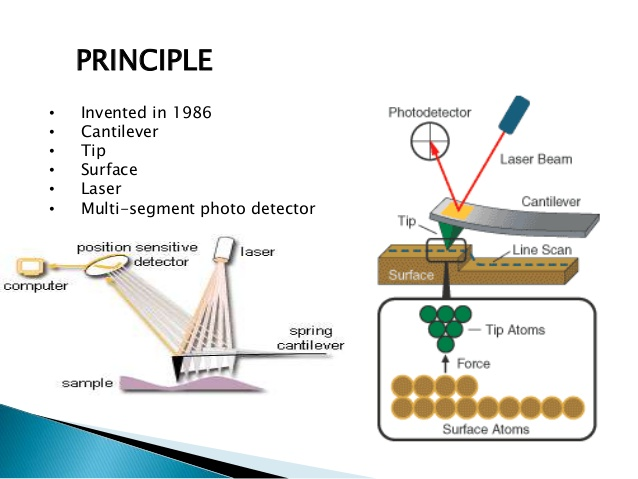 PRINCIPLE
• Invented in 1986
• Cantilever
• Tip
• Surface
• Laser
• Multi-segment photo detector
position sensitive
detector
laser
computer
spring
cantilever
sample
Photodetector
Laser Beam
Cantilever
Tip
Line Scan
Surface
Tip Atoms
Force
Surface Atoms